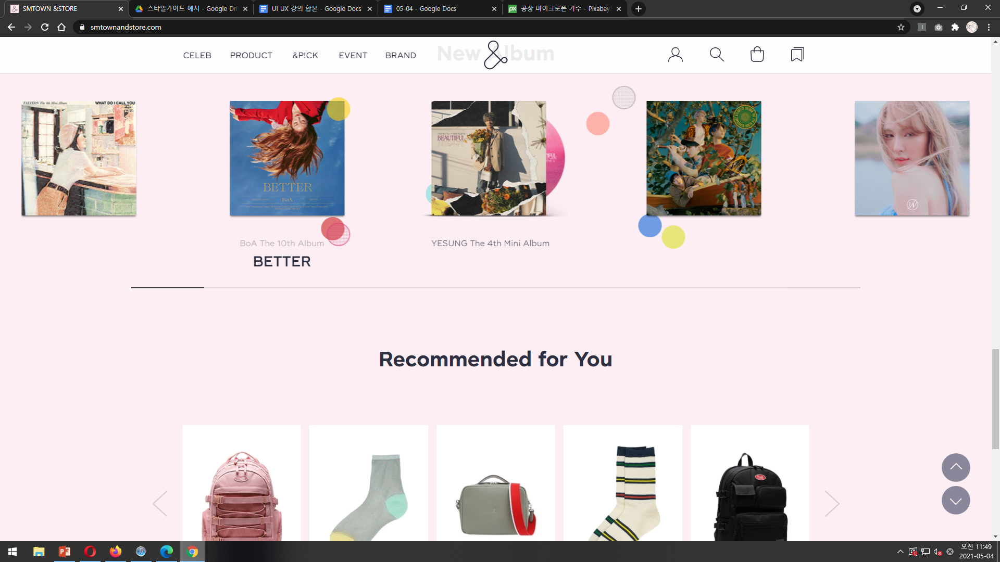 SMTOWN &STORE
스타일가이드 예시 - Google Dri
UI UX 강의 합본 - Google Docs
05-04 - Google Docs
공상 마이크로폰 가수 - Pixabay
smtownandstore.com
CELEB
PRODUCT
&P!CK
EVENT
BRAND
New Album
TAEYEON The 4th Mini Album
WHAT DO I CALL YOU
BETTER
BoA
BEAUTIFUL
BoA The 10th Album
BETTER
YESUNG The 4th Mini Album
Recommended for You
오전 11:49
2021-05-04